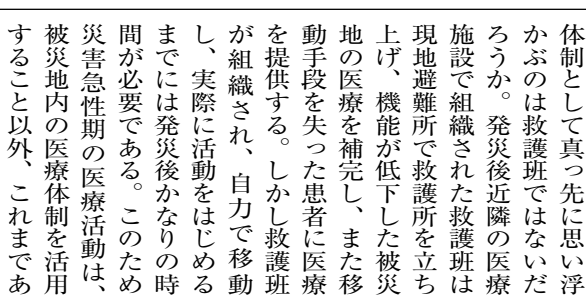 体制として真っ先に思い浮
かぶのは救護班ではないだ
ろうか。発災後近隣の医療
施設で組織された救護班は
現地避難所で救護所を立ち
上げ、機能が低下した被災
地の医療を補完し、また移
動手段を失った患者に医療
を提供する。しかし救護班
が組織され、自力で移動
し、実際に活動をはじめる
までには発災後かなりの時
間が必要である。このため
災害急性期の医療活動は、
被災地内の医療体制を活用
すること以外、これまであ